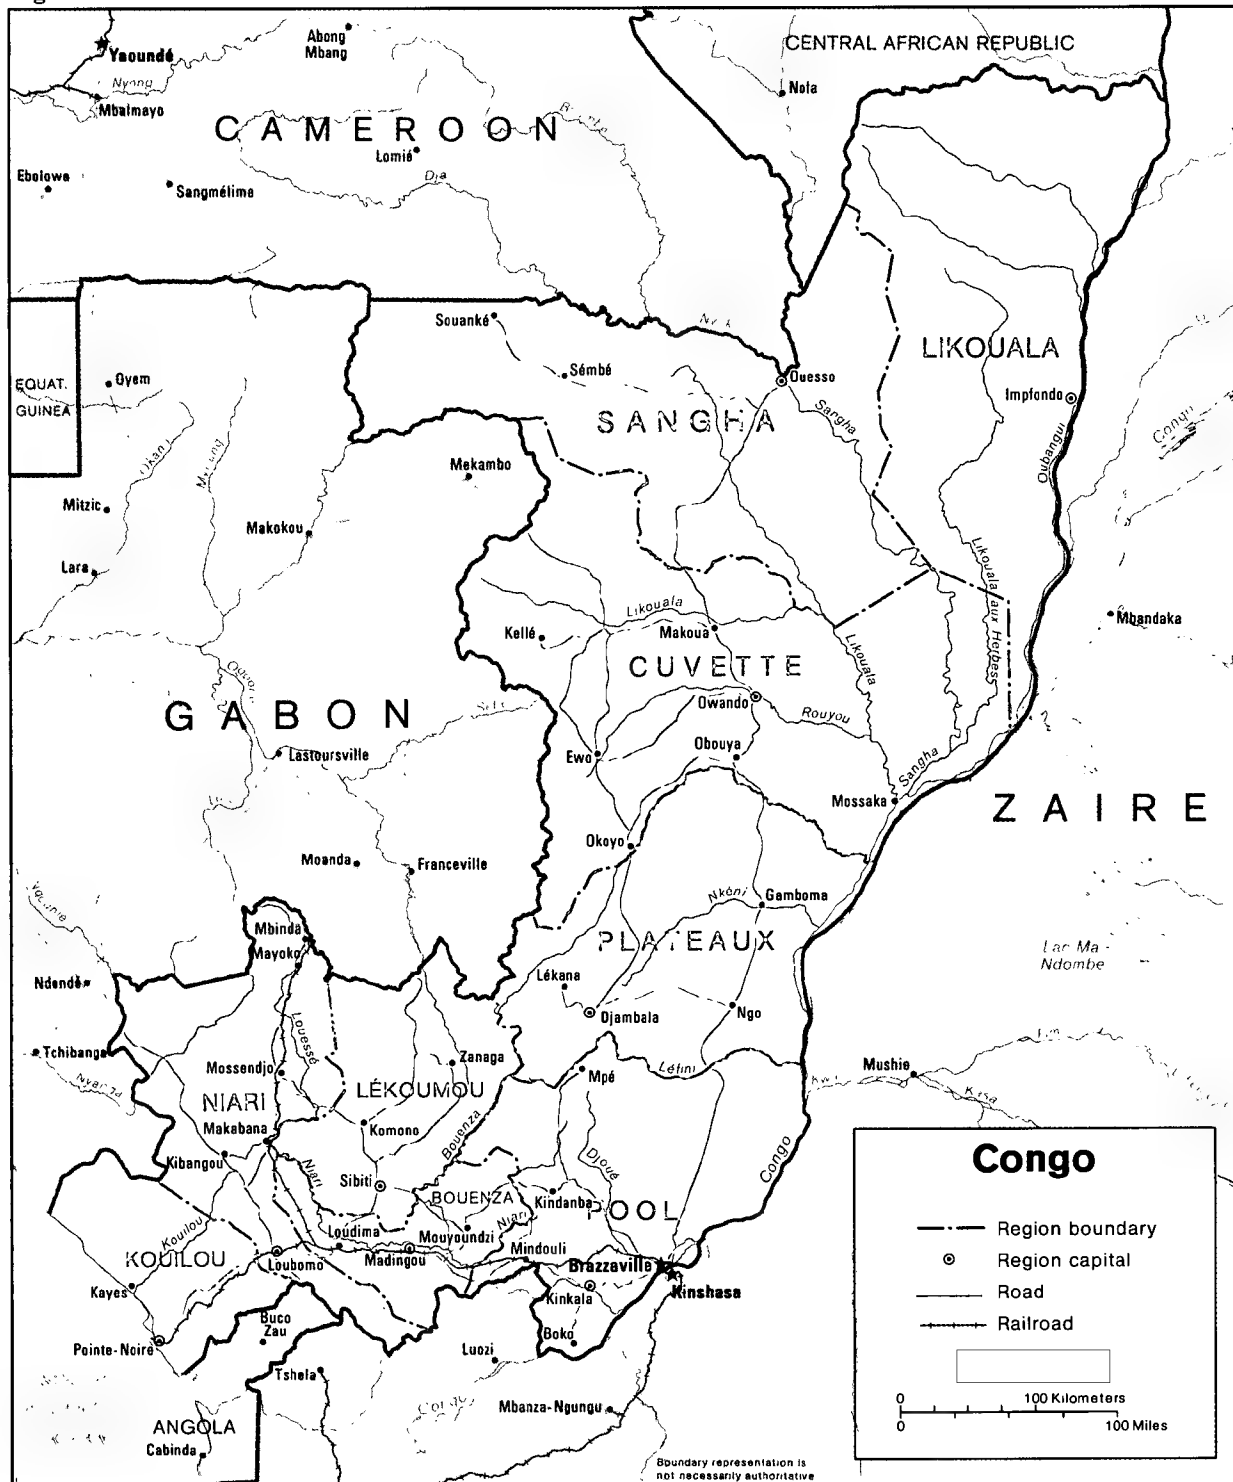 Yaoundé
Abong
Mbang
CENTRAL AFRICAN REPUBLIC
Nyong
Mbalmayo
Nola
CAMEROON
Lomié
Dja
Ebolowa
Sangmélima
Souanké
LIKOUALA
EQUAT.
GUINEA
Oyem
Sémbé
Ouesso
Impfondo
SANGHA
Sangha
Congo
Oubangui
Mekambo
Mitzic
Makokou
Lara
Likouala aux Herbes
Likouala
Mbandaka
Kellé
Makoua
CUVETTE
Likouala
Owando
GABON
Rouyou
Lastoursville
Ewo
Obouya
Sangha
Mossaka
ZAIRE
Okoyo
Moanda
Franceville
Nkéni
Gamboma
Mbinda
Mayoko
PLATEAUX
Lac Mai-
Ndombe
Ndendé
Lékana
Djambala
Ngo
Louessé
Tchibanga
Zanaga
Mossendjo
Mpé
Léfini
Mushie
LÉKOUMOU
NIARI
Makabana
Komono
Bouenza
Kibangou
Niari
Sibiti
Djoué
Congo
BOUENZA
Kindanba
POOL
Kouilou
KOUILOU
Loudima
Mouyoundzi
Niari
Loubomo
Madingou
Mindouli
Brazzaville
Kayes
Kinkala
Kinshasa
Buco
Zau
Boko
Pointe-Noire
Luozi
Tshela
Mbanza-Ngungu
ANGOLA
Cabinda
Congo
Region boundary
Region capital
Road
Railroad
0 100 Kilometers
0 100 Miles
Boundary representation is
not necessarily authoritative